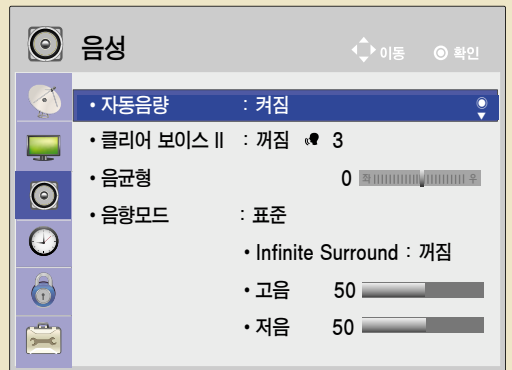 음성 이동 확인
• 자동음량 : 켜짐
• 클리어 보이스 II : 꺼짐 3
• 음균형 0 좌 우
• 음향모드 : 표준
• Infinite Surround : 꺼짐
• 고음 50
• 저음 50